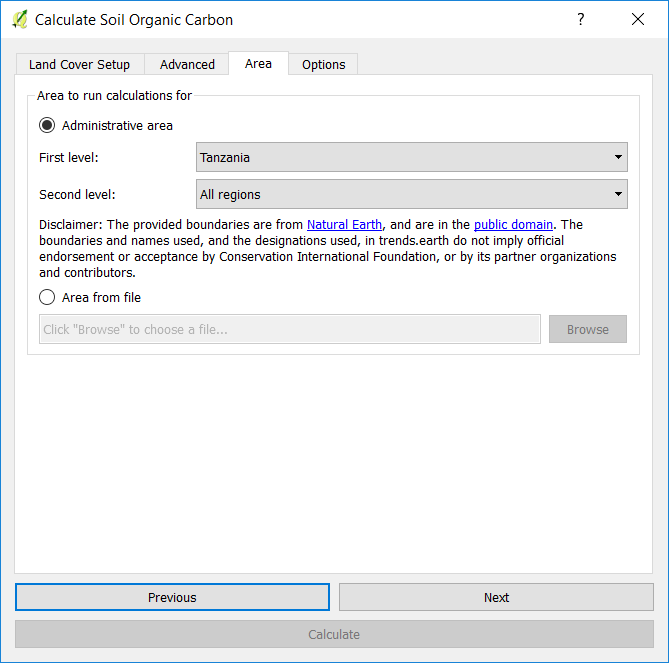 Calculate Soil Organic Carbon
?
Land Cover Setup
Advanced
Area
Options
Area to run calculations for
Administrative area
First level:
Tanzania
Second level:
All regions
Disclaimer: The provided boundaries are from Natural Earth, and are in the public domain. The
boundaries and names used, and the designations used, in trends.earth do not imply official
endorsement or acceptance by Conservation International Foundation, or by its partner organizations
and contributors.
Area from file
Click "Browse" to choose a file...
Browse
Previous
Next
Calculate